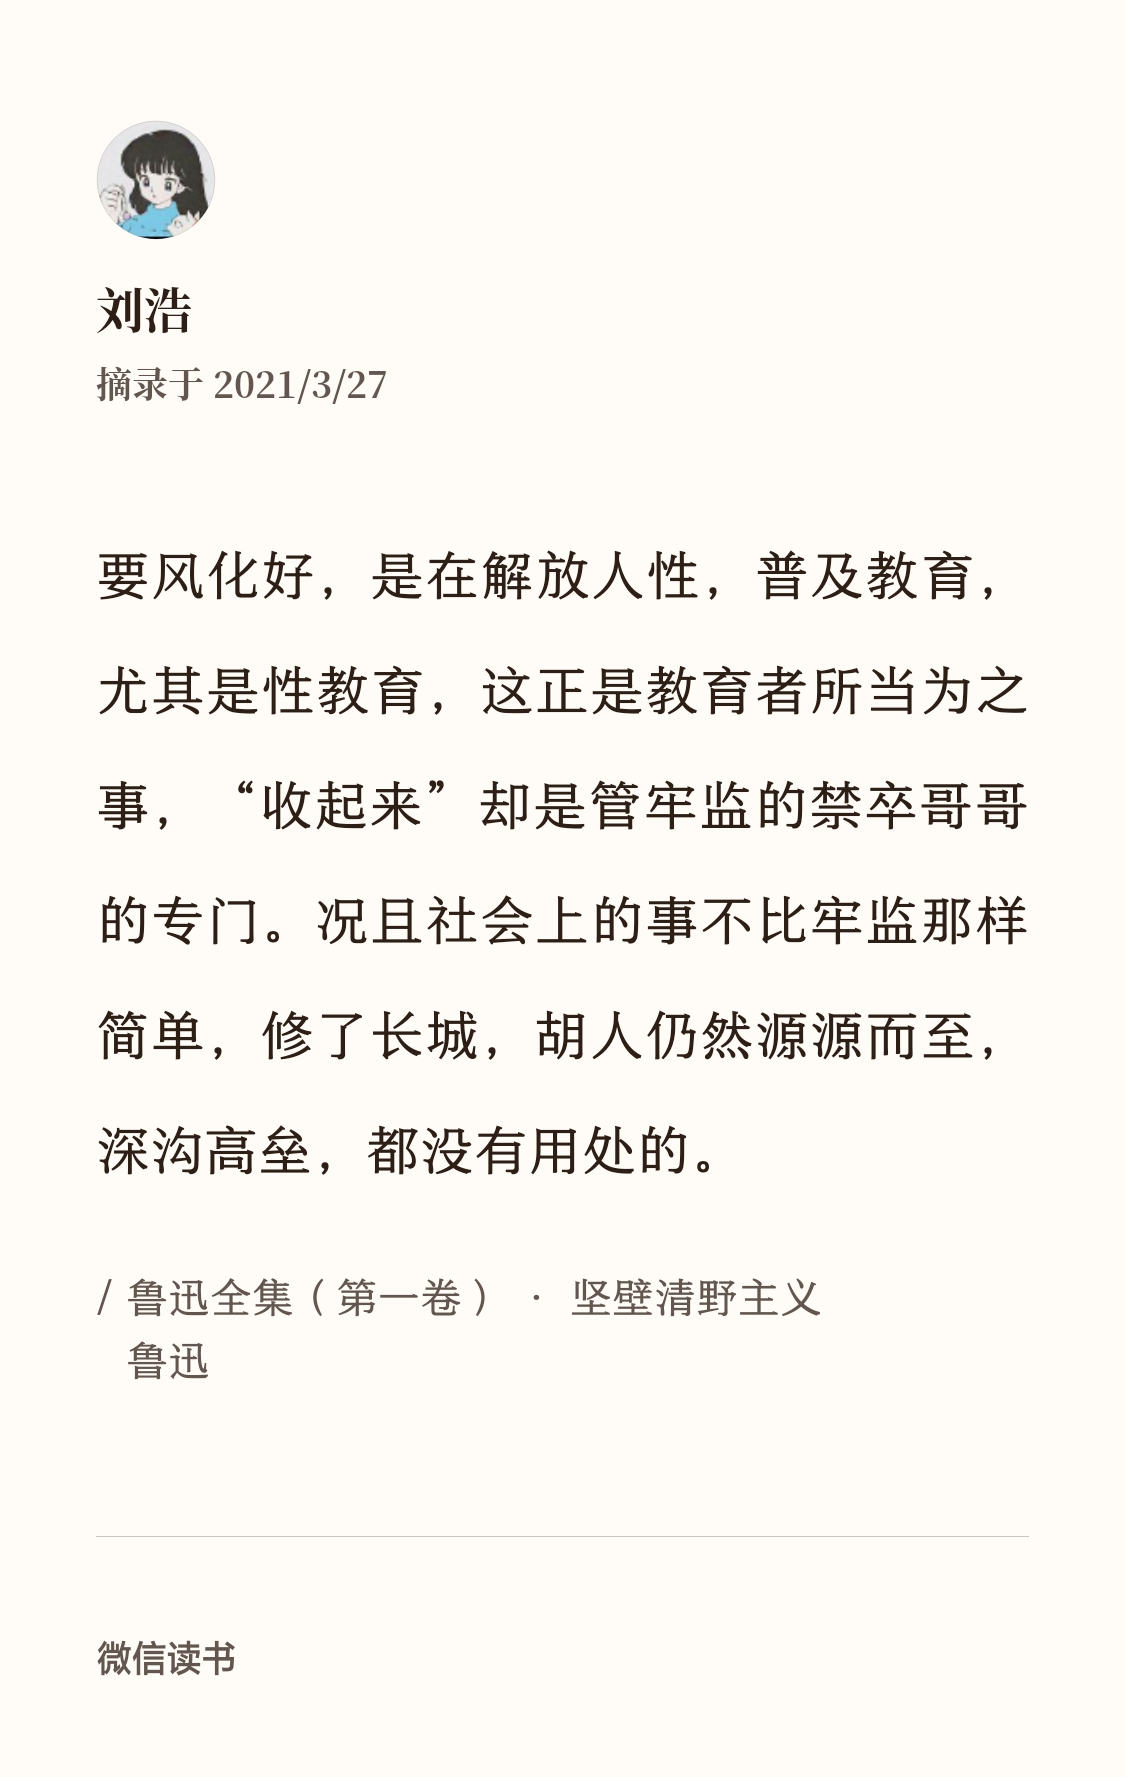 刘浩
摘录于 2021/3/27
要风化好，是在解放人性，普及教育，
尤其是性教育，这正是教育者所当为之
事，“收起来”却是管牢监的禁卒哥哥
的专门。况且社会上的事不比牢监那样
简单，修了长城，胡人仍然源源而至，
深沟高垒，都没有用处的。
/ 鲁迅全集（第一卷） · 坚壁清野主义
鲁迅
微信读书